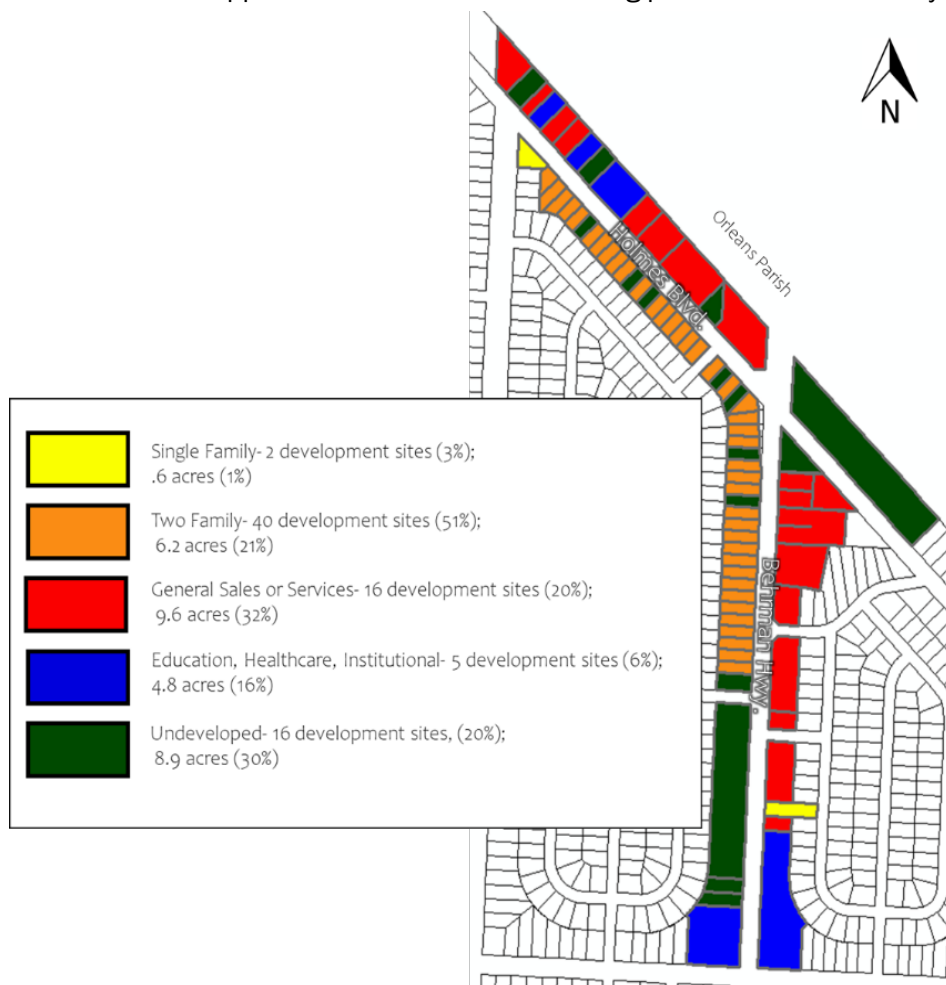 N
Orleans Parish
Holmes Blvd.
Behrman Hwy.
Single Family- 2 development sites (3%);
.6 acres (1%)
Two Family- 40 development sites (51%);
6.2 acres (21%)
General Sales or Services- 16 development sites (20%);
9.6 acres (32%)
Education, Healthcare, Institutional- 5 development sites (6%);
4.8 acres (16%)
Undeveloped- 16 development sites, (20%);
8.9 acres (30%)